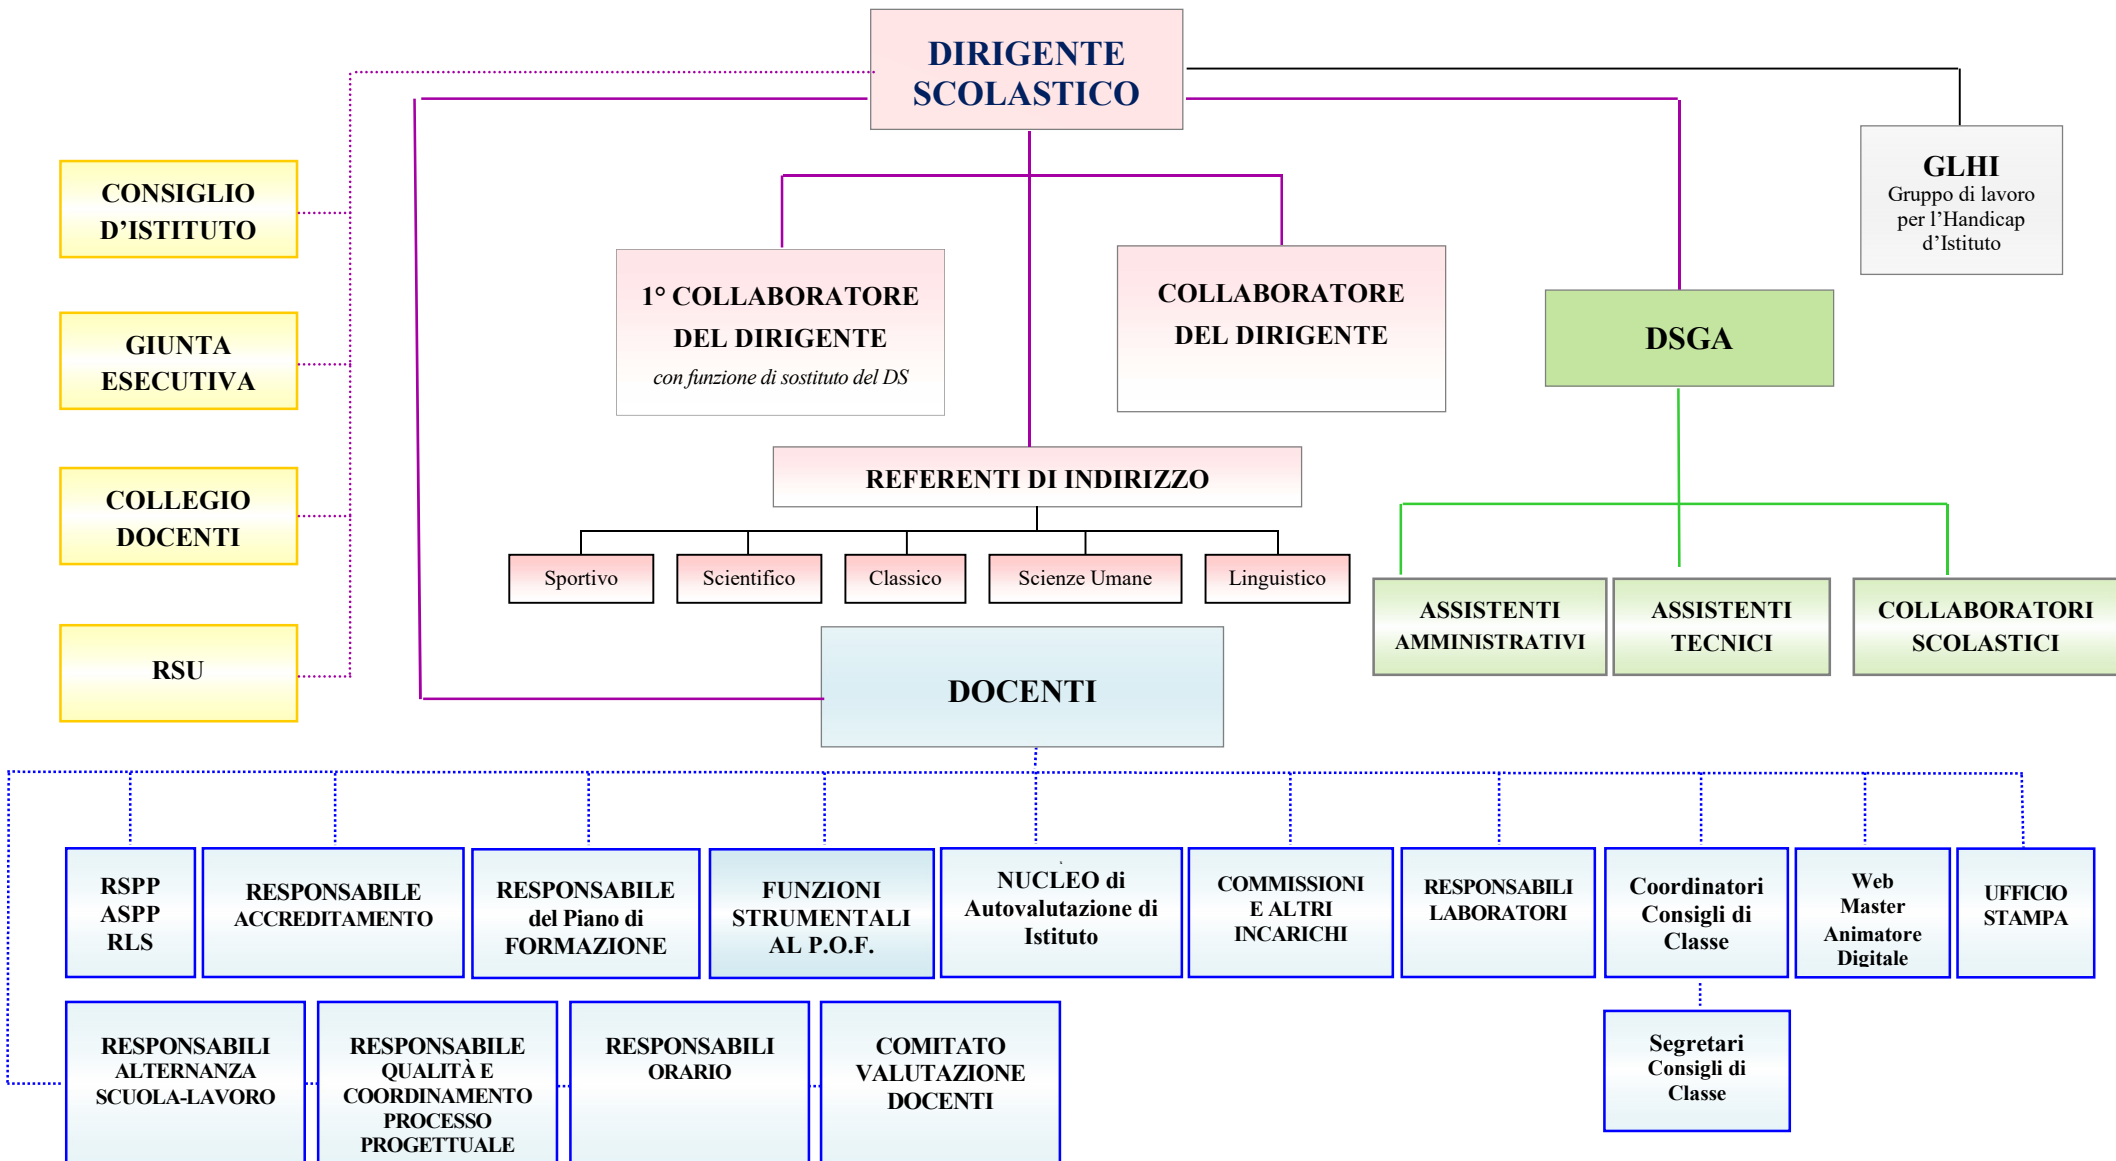 DIRIGENTE
SCOLASTICO
GLHI
Gruppo di lavoro
per l’Handicap
d’Istituto
CONSIGLIO
D’ISTITUTO
GIUNTA
ESECUTIVA
COLLEGIO
DOCENTI
RSU
1° COLLABORATORE
DEL DIRIGENTE
con funzione di sostituto del DS
COLLABORATORE
DEL DIRIGENTE
DSGA
REFERENTI DI INDIRIZZO
Sportivo
Scientifico
Classico
Scienze Umane
Linguistico
ASSISTENTI
AMMINISTRATIVI
ASSISTENTI
TECNICI
COLLABORATORI
SCOLASTICI
DOCENTI
RSPP
ASPP
RLS
RESPONSABILE
ACCREDITAMENTO
RESPONSABILE
del Piano di
FORMAZIONE
FUNZIONI
STRUMENTALI
AL P.O.F.
NUCLEO di
Autovalutazione di
Istituto
COMMISSIONI
E ALTRI
INCARICHI
RESPONSABILI
LABORATORI
Coordinatori
Consigli di
Classe
Web
Master
Animatore
Digitale
UFFICIO
STAMPA
RESPONSABILI
ALTERNANZA
SCUOLA-LAVORO
RESPONSABILE
QUALITÀ E
COORDINAMENTO
PROCESSO
PROGETTUALE
RESPONSABILI
ORARIO
COMITATO
VALUTAZIONE
DOCENTI
Segretari
Consigli di
Classe